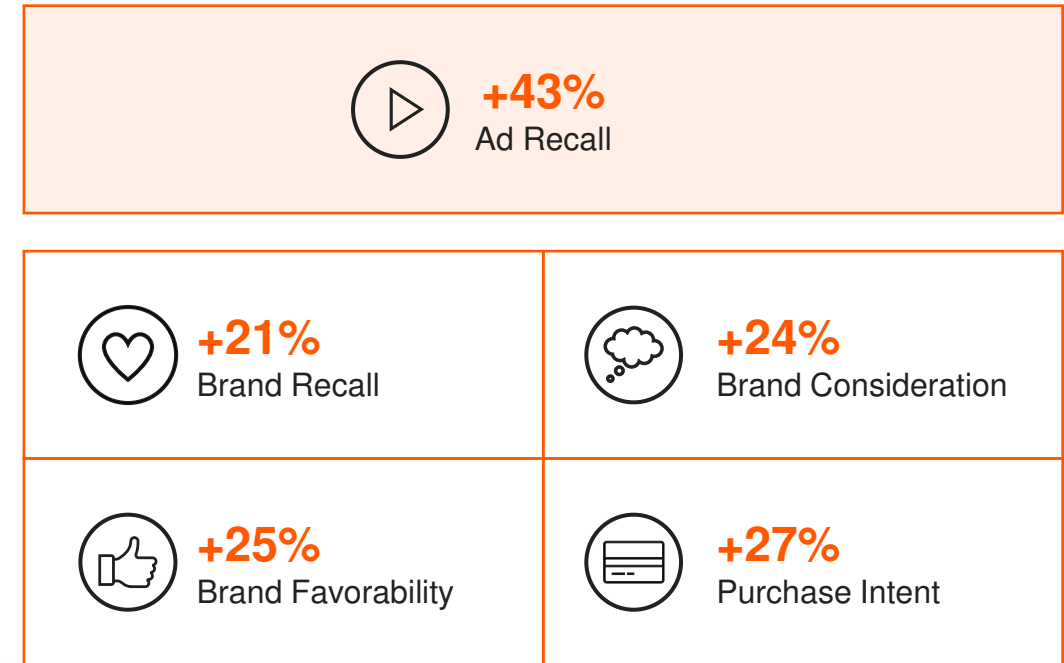 +43%
Ad Recall
+21%
Brand Recall
+24%
Brand Consideration
+25%
Brand Favorability
+27%
Purchase Intent